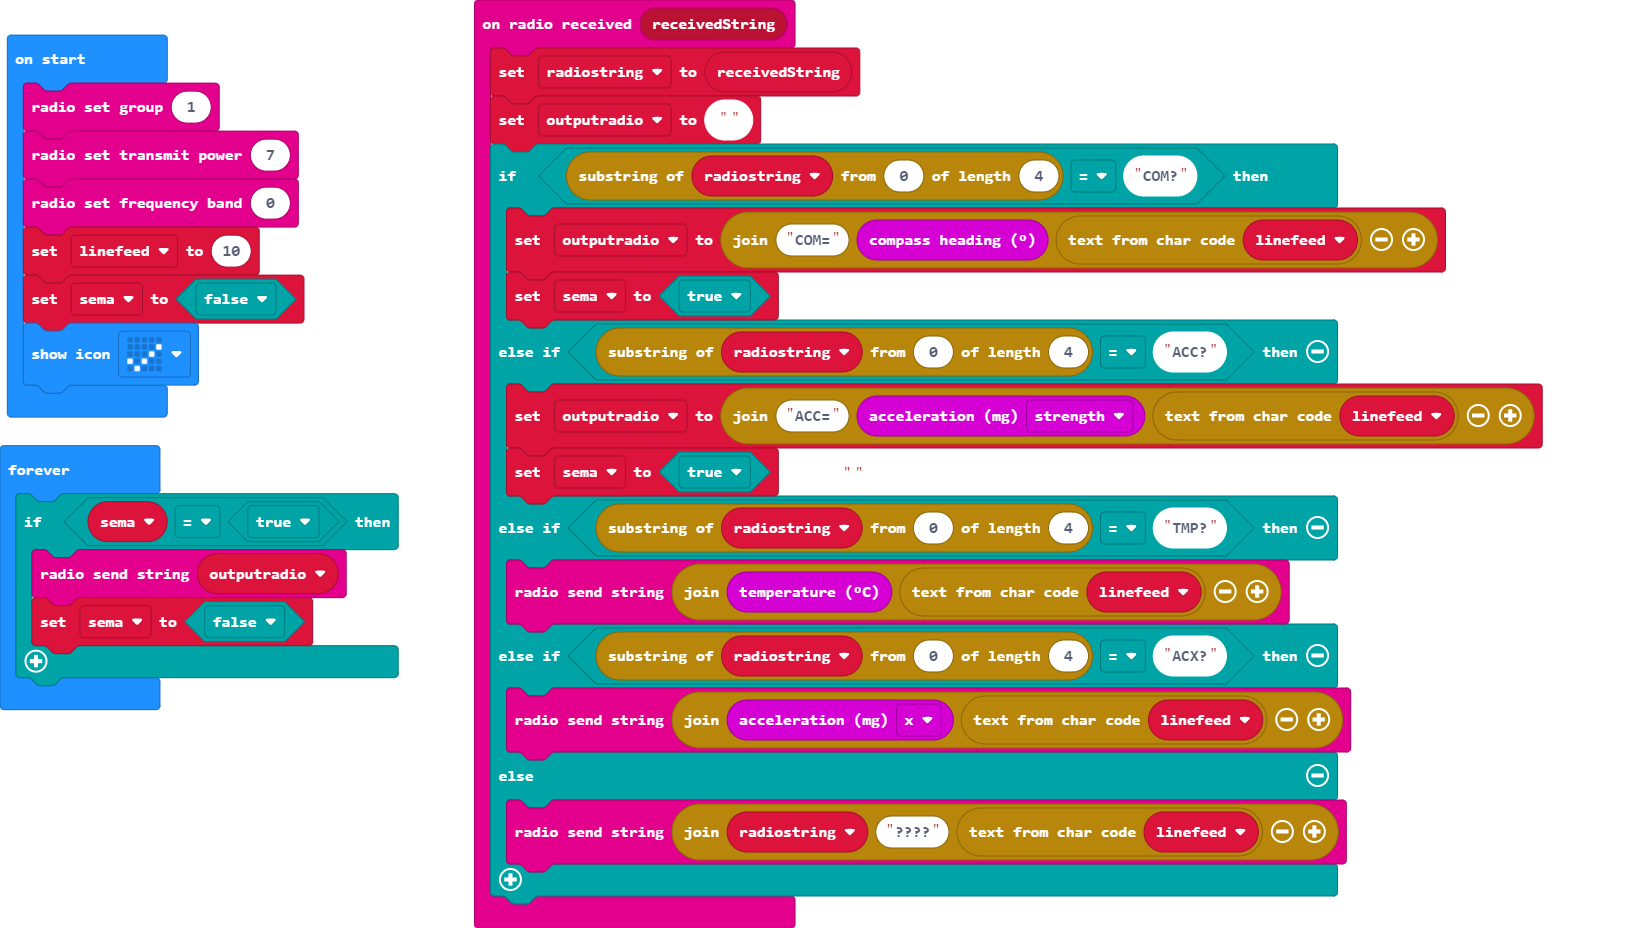 on start
radio set group 1
radio set transmit power 7
radio set frequency band 0
set linefeed to 10
set sema to false
show icon
forever
if sema = true then
radio send string outputradio
set sema to false
on radio received receivedString
set radiostring to receivedString
set outputradio to " "
if substring of radiostring from 0 of length 4 = "COM?" then
set outputradio to join "COM=" compass heading (º) text from char code linefeed
set sema to true
else if substring of radiostring from 0 of length 4 = "ACC?" then
set outputradio to join "ACC=" acceleration (mg) strength text from char code linefeed
set sema to true " "
else if substring of radiostring from 0 of length 4 = "TMP?" then
radio send string join temperature (ºC) text from char code linefeed
else if substring of radiostring from 0 of length 4 = "ACX?" then
radio send string join acceleration (mg) x text from char code linefeed
else
radio send string join radiostring "????" text from char code linefeed